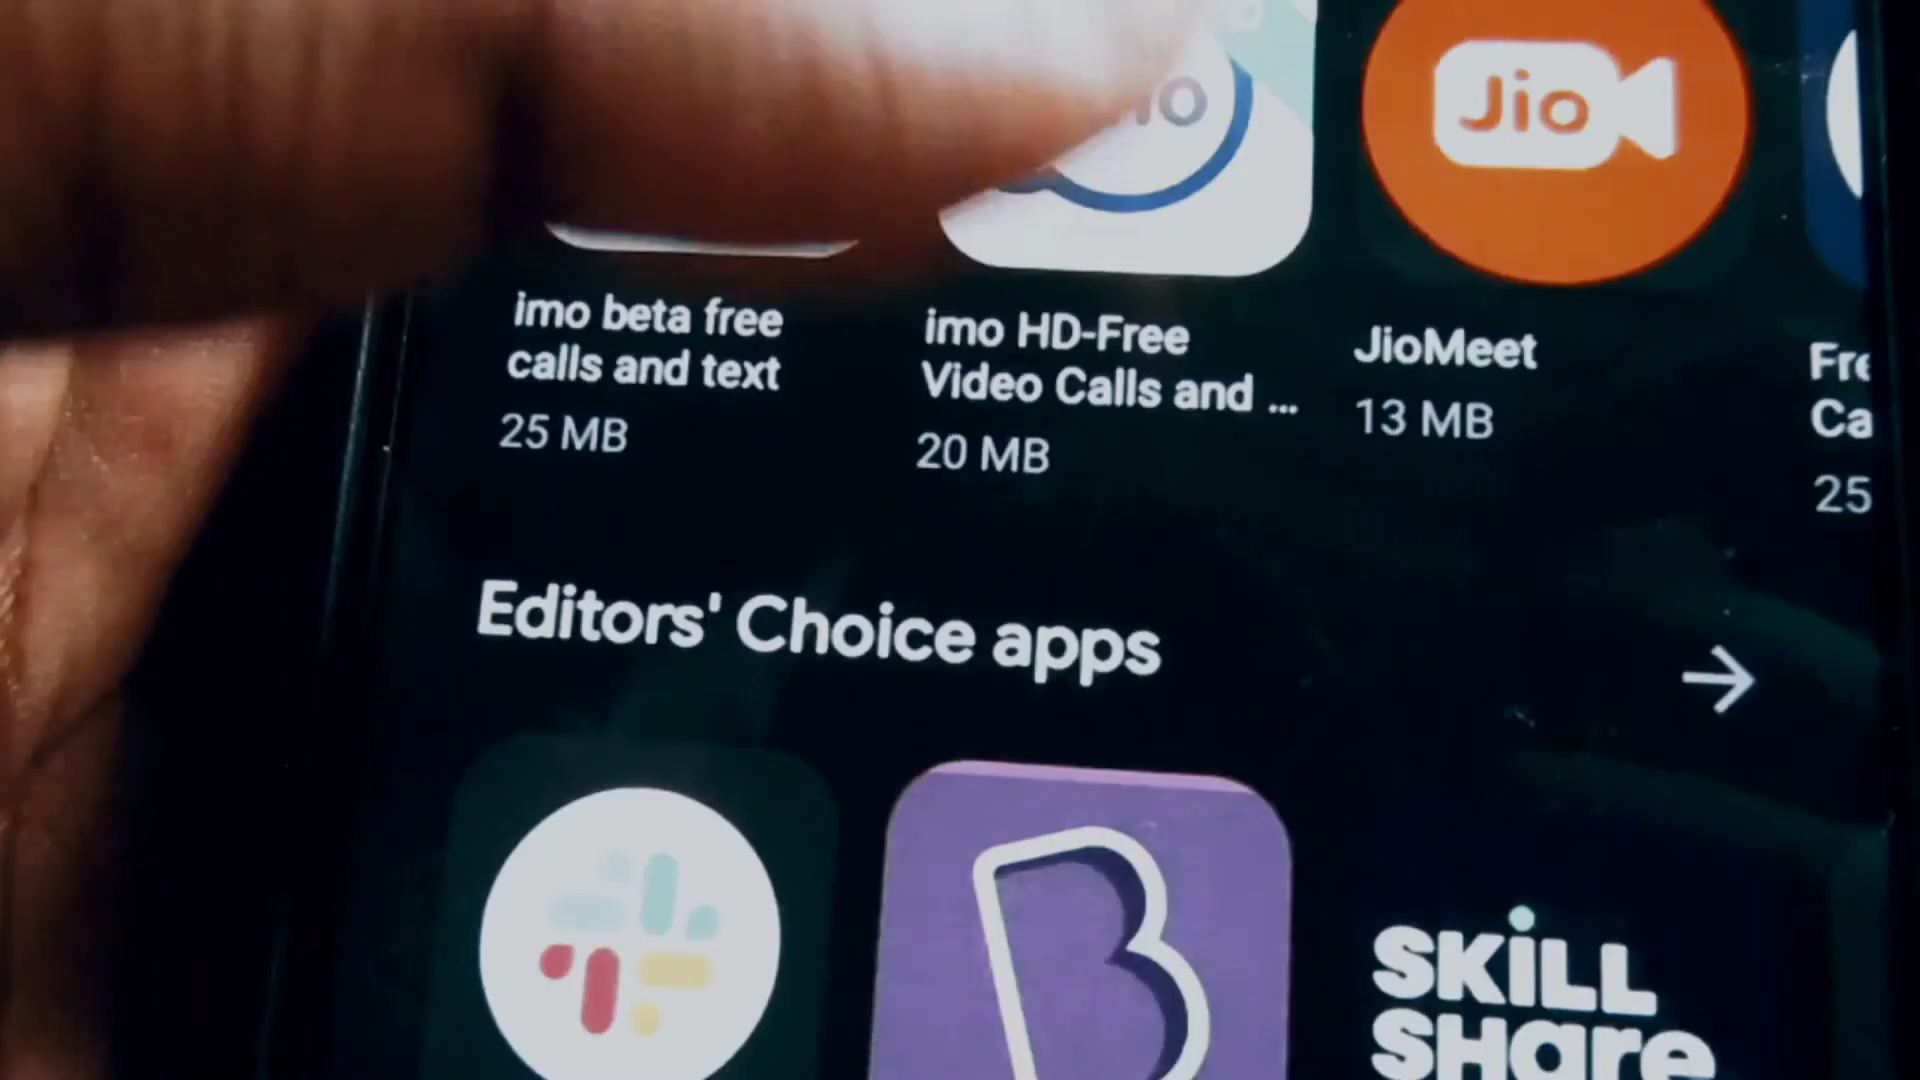 Jio
imo beta free
calls and text
25 MB
imo HD-Free
Video Calls and ...
20 MB
JioMeet
13 MB
25
Editors' Choice apps
B
SKiLL
SHare